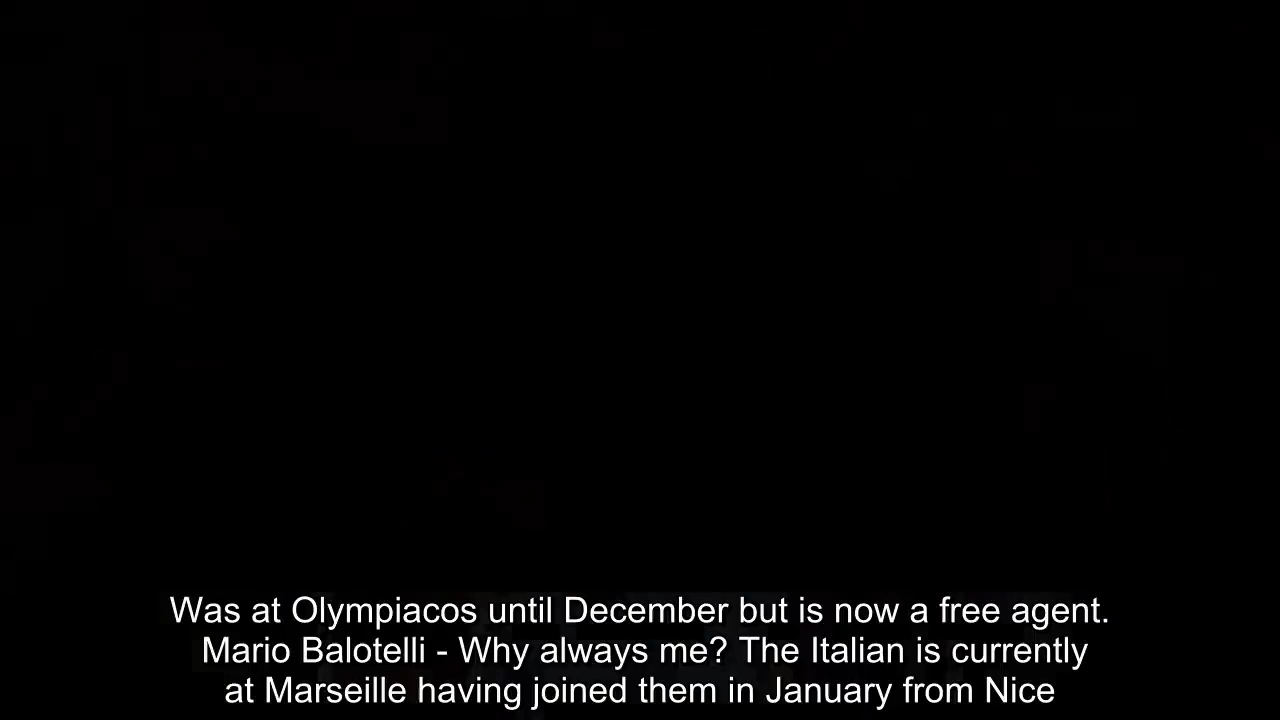 Was at Olympiacos until December but is now a free agent.
Mario Balotelli - Why always me? The Italian is currently
at Marseille having joined them in January from Nice